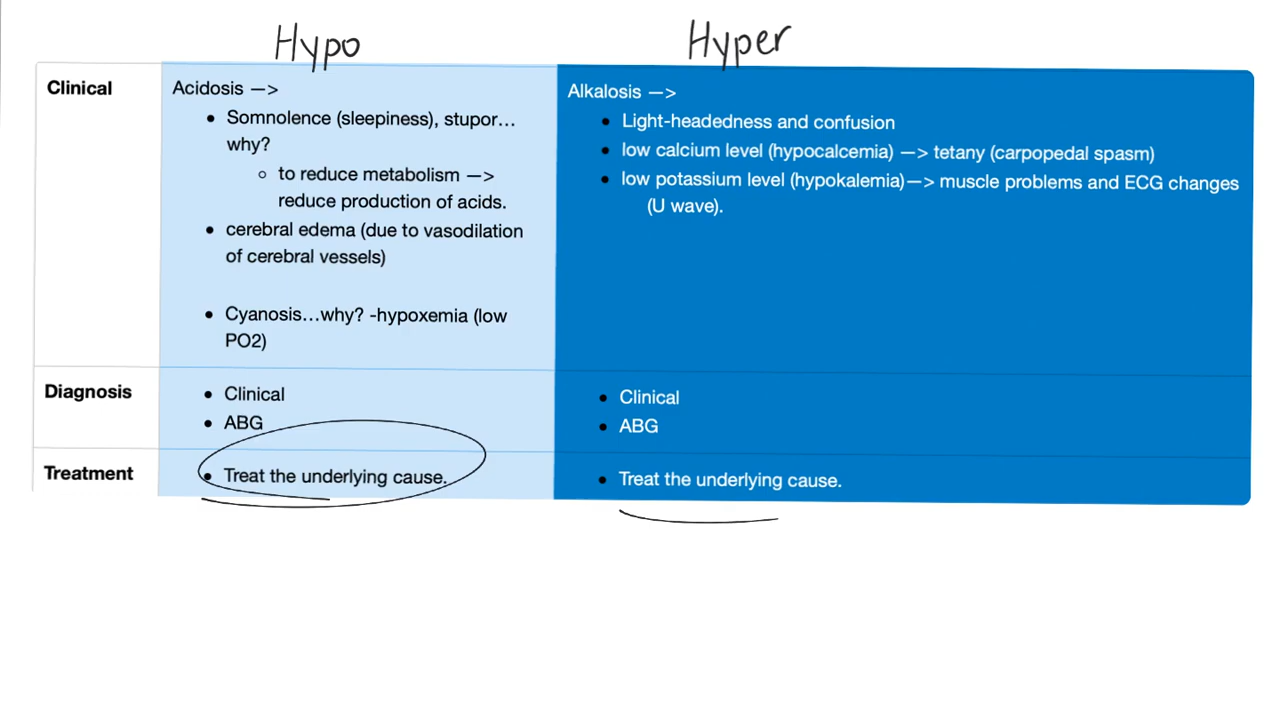 Hypo
Hyper
Clinical
Acidosis —>
• Somnolence (sleepiness), stupor…
why?
○ to reduce metabolism —>
reduce production of acids.
• cerebral edema (due to vasodilation
of cerebral vessels)
• Cyanosis…why? -hypoxemia (low
PO2)
Alkalosis —>
• Light-headedness and confusion
• low calcium level (hypocalcemia) —> tetany (carpopedal spasm)
• low potassium level (hypokalemia)—> muscle problems and ECG changes
(U wave).
Diagnosis
• Clinical
• ABG
• Clinical
• ABG
Treatment
• Treat the underlying cause.
• Treat the underlying cause.